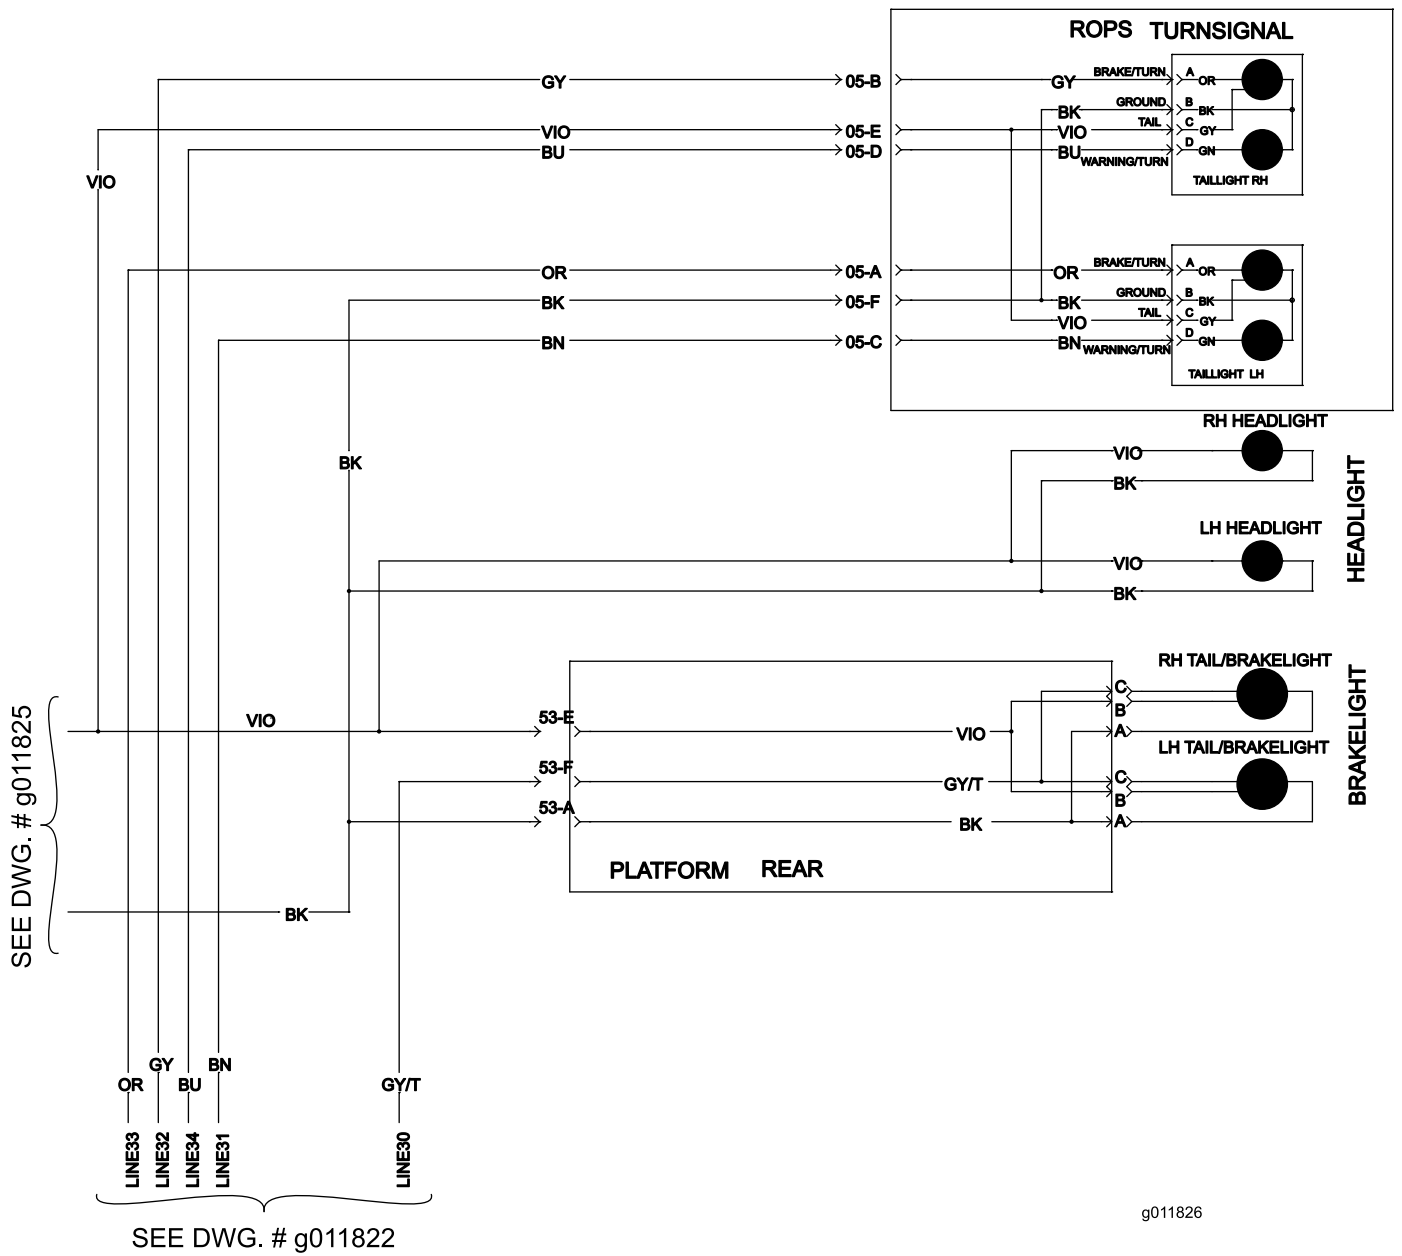 ROPS TURNSIGNAL
GY 05-B GY BRAKE/TURN A OR
BK GROUND B BK
VIO 05-E VIO TAIL C GY
BU 05-D BU WARNING/TURN D GN
TAILLIGHT RH
VIO
OR 05-A OR BRAKE/TURN A OR
BK 05-F BK GROUND B BK
VIO TAIL C GY
BN 05-C BN WARNING/TURN D GN
TAILLIGHT LH
RH HEADLIGHT
VIO
BK
BK
LH HEADLIGHT
VIO
BK
HEADLIGHT
RH TAIL/BRAKELIGHT
C
B
A
VIO 53-E VIO
LH TAIL/BRAKELIGHT
53-F GY/T C
B
53-A BK A
BRAKELIGHT
PLATFORM REAR
SEE DWG. # g011825
BK
OR
GY
BU
BN
GY/T
LINE33
LINE32
LINE34
LINE31
LINE30
SEE DWG. # g011822
g011826